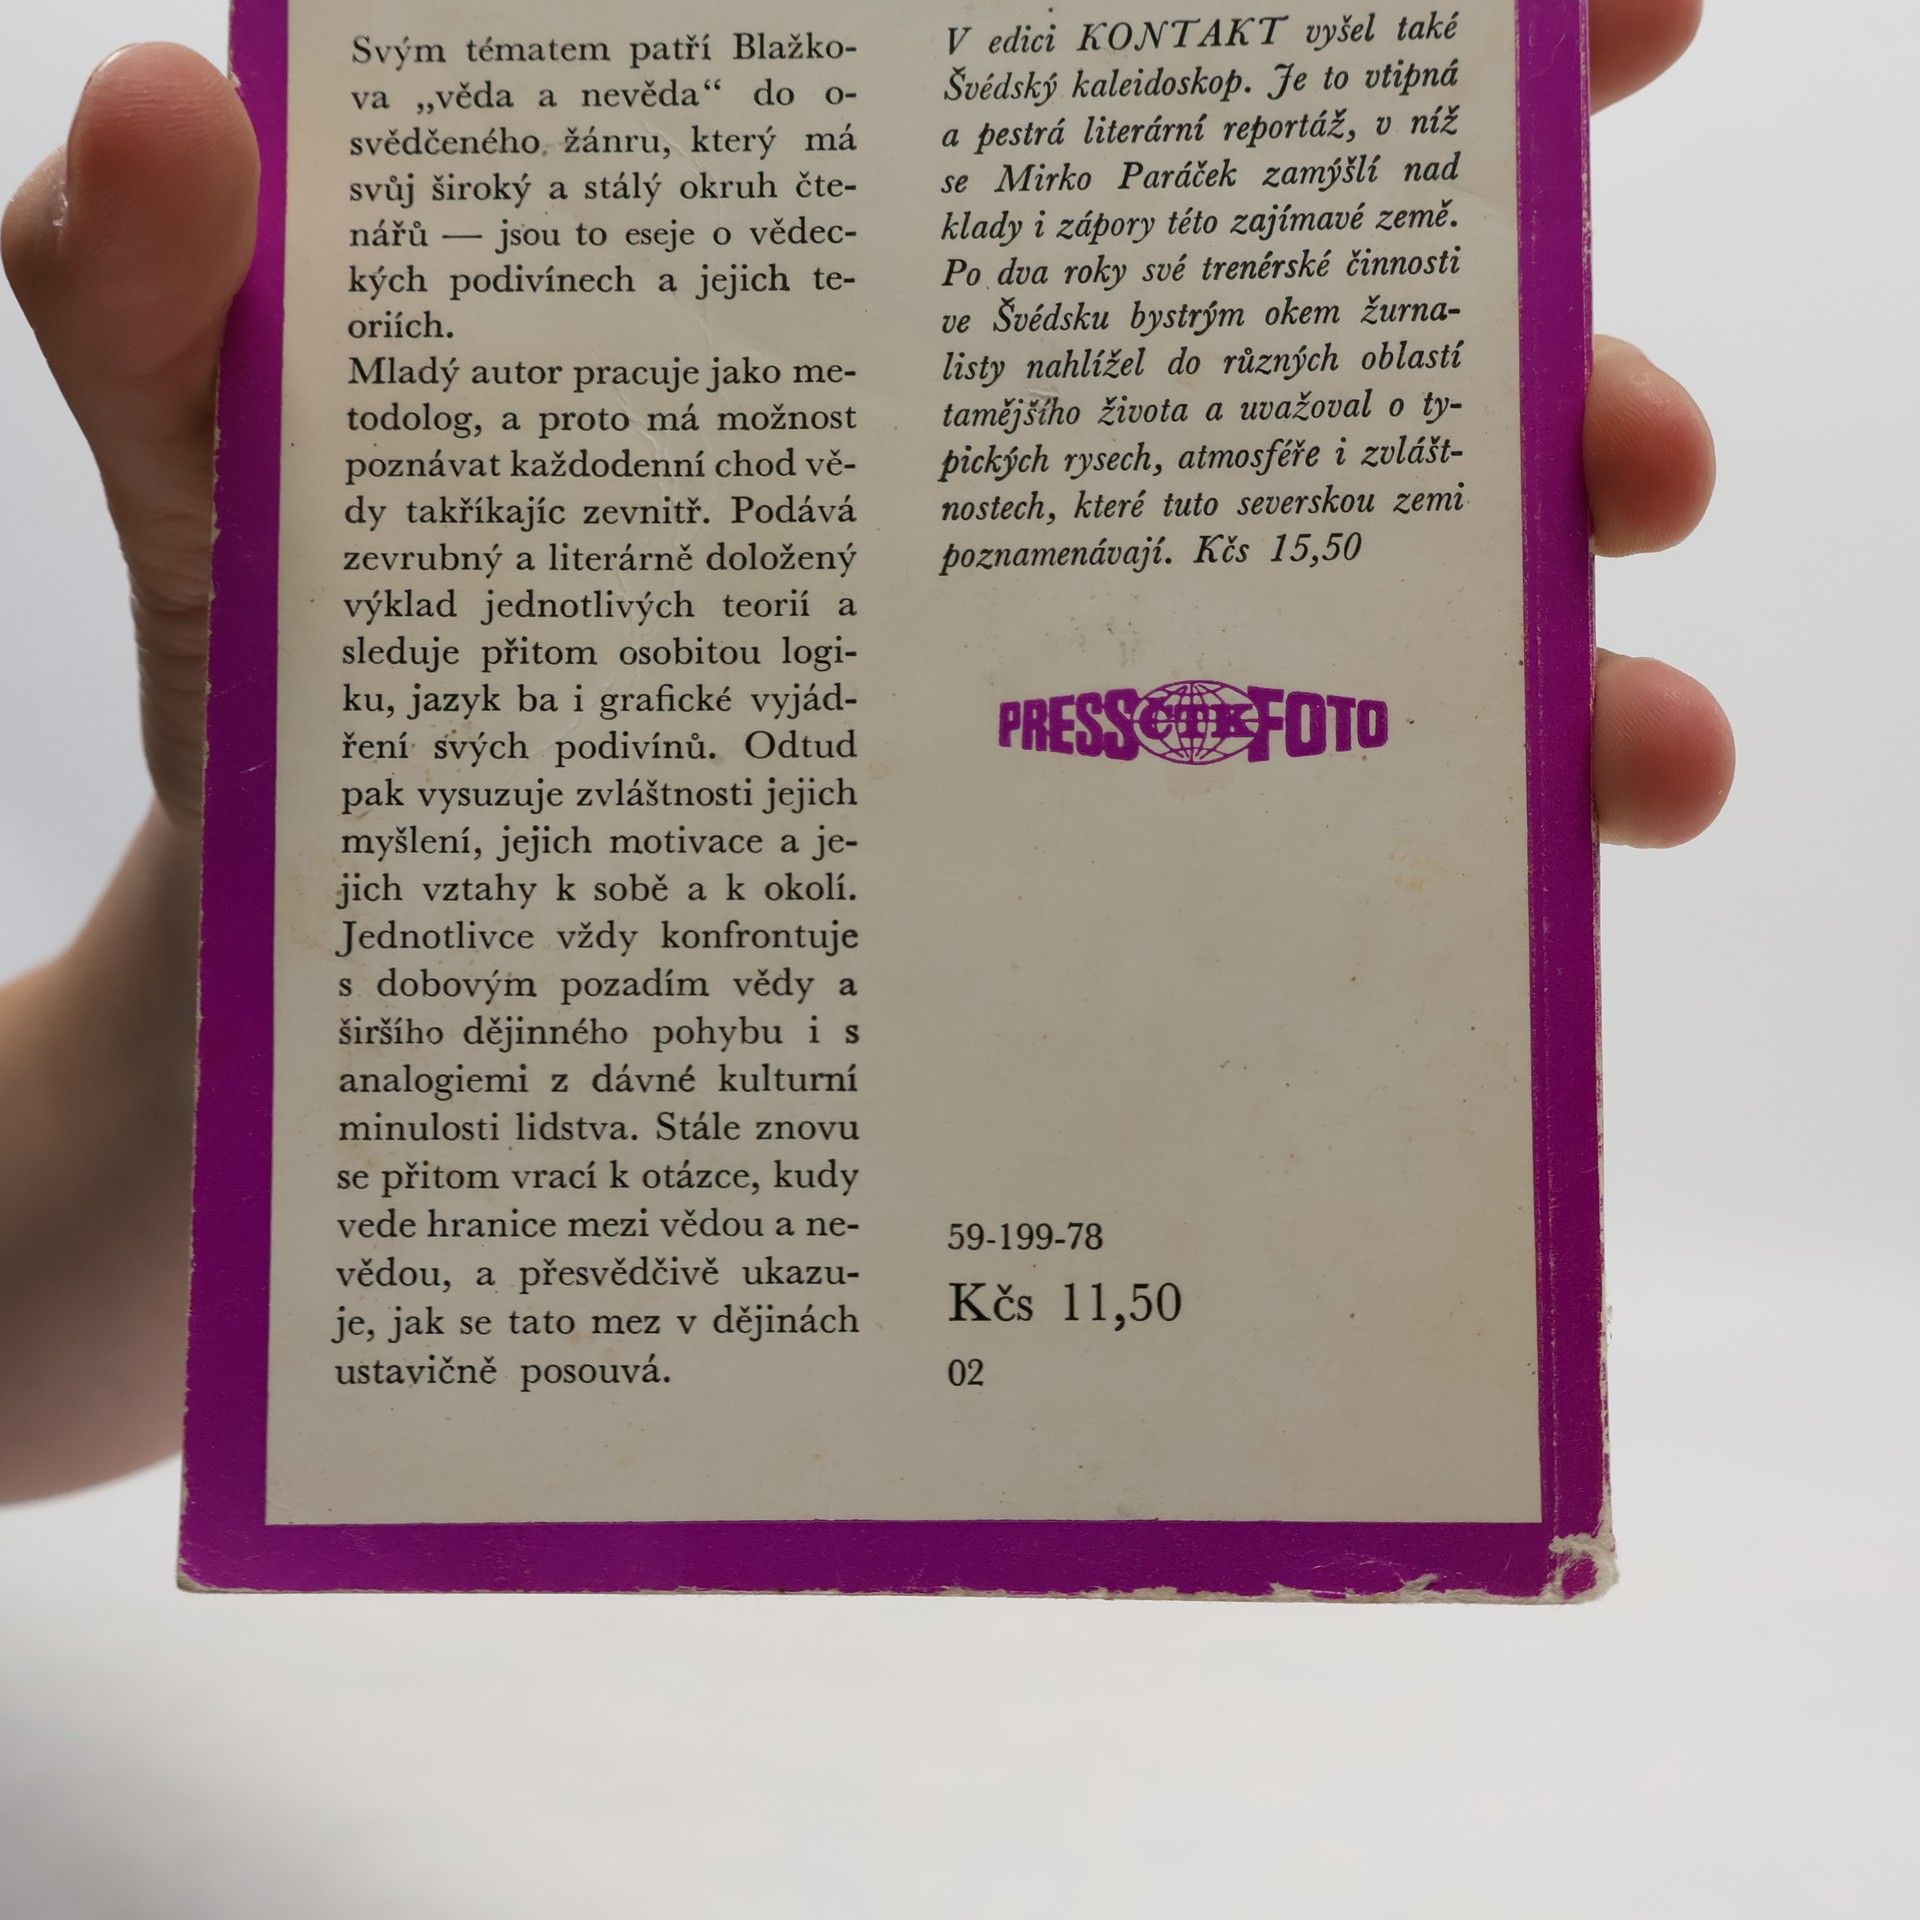 Svým tématem patří Blažko-
va „věda a nevěda“ do o-
svědčeného žánru, který má
svůj široký a stálý okruh čte-
nářů — jsou to eseje o vědec-
kých podivínech a jejich te-
oriích.
Mladý autor pracuje jako me-
todolog, a proto má možnost
poznávat každodenní chod vě-
dy takříkajíc zevnitř. Podává
zevrubný a literárně doložený
výklad jednotlivých teorií a
sleduje přitom osobitou logi-
ku, jazyk ba i grafické vyjád-
ření svých podivínů. Odtud
pak vysuzuje zvláštnosti jejich
myšlení, jejich motivace a je-
jich vztahy k sobě a k okolí.
Jednotlivce vždy konfrontuje
s dobovým pozadím vědy a
širšího dějinného pohybu i s
analogiemi z dávné kulturní
minulosti lidstva. Stále znovu
se přitom vrací k otázce, kudy
vede hranice mezi vědou a ne-
vědou, a přesvědčivě ukazu-
je, jak se tato mez v dějinách
ustavičně posouvá.
V edici KONTAKT vyšel také
Švédský kaleidoskop. Je to vtipná
a pestrá literární reportáž, v níž
se Mirko Paráček zamýšlí nad
klady i zápory této zajímavé země.
Po dva roky své trenérské činnosti
ve Švédsku bystrým okem žurna-
listy nahlížel do různých oblastí
tamějšího života a uvažoval o ty-
pických rysech, atmosféře i zvlášt-
nostech, které tuto severskou zemi
poznamenávají. Kčs 15,50
PRESS ČTK FOTO
59-199-78
Kčs 11,50
02